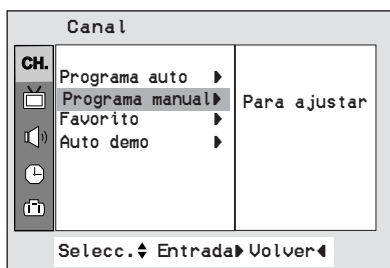 Canal
CH.
Programa auto
Programa manual
Favorito
Auto demo
Para ajustar
Selecc. Entrada Volver